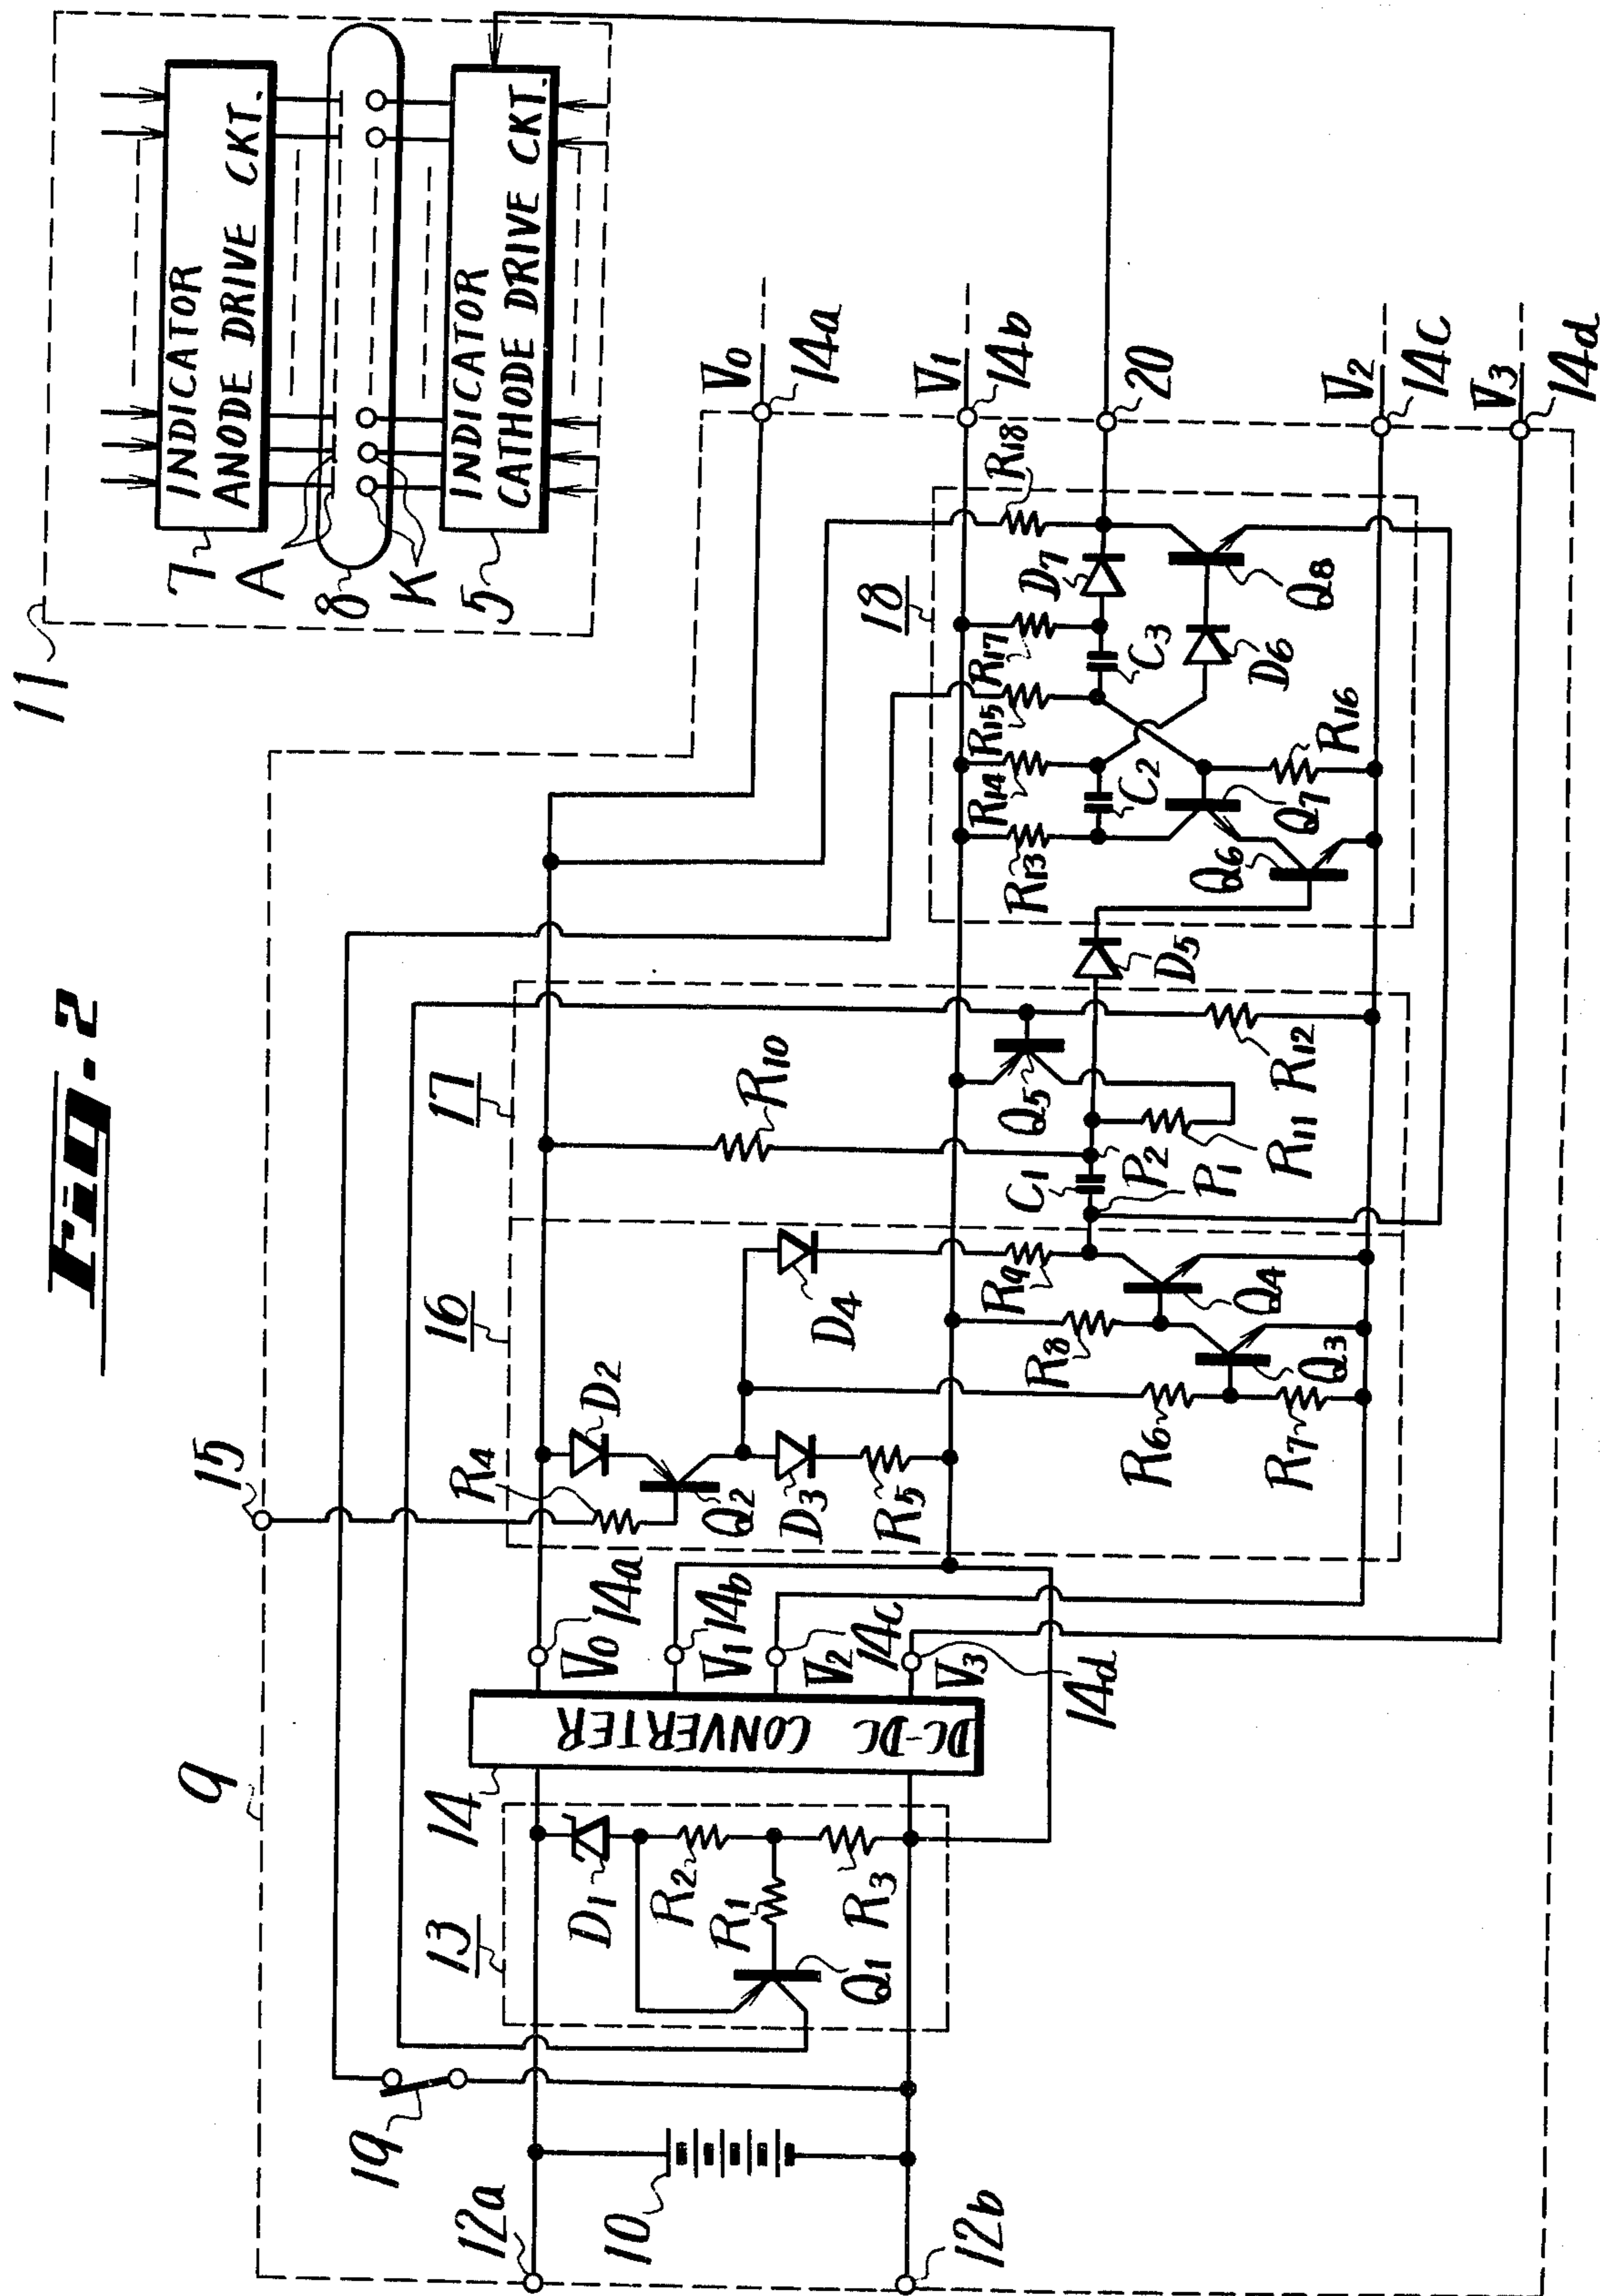 Fig. 2
11
7
A
8
K
5
INDICATOR
ANODE DRIVE CKT.
INDICATOR
CATHODE DRIVE CKT.
9
15
19
12a
10
12b
13
D1
R2
R1
R3
Q1
14
DC-DC CONVERTER
V0
14a
V1
14b
V2
14c
V3
14d
16
R4
D2
Q2
D3
R5
D4
R6
R7
R8
Q3
R9
Q4
17
R10
C1
P2
P1
Q5
R11
R12
D5
18
R13
R14
R15
R17
R18
C2
C3
D7
D6
Q6
Q7
Q8
R16
V0
14a
V1
14b
20
V2
14c
V3
14d